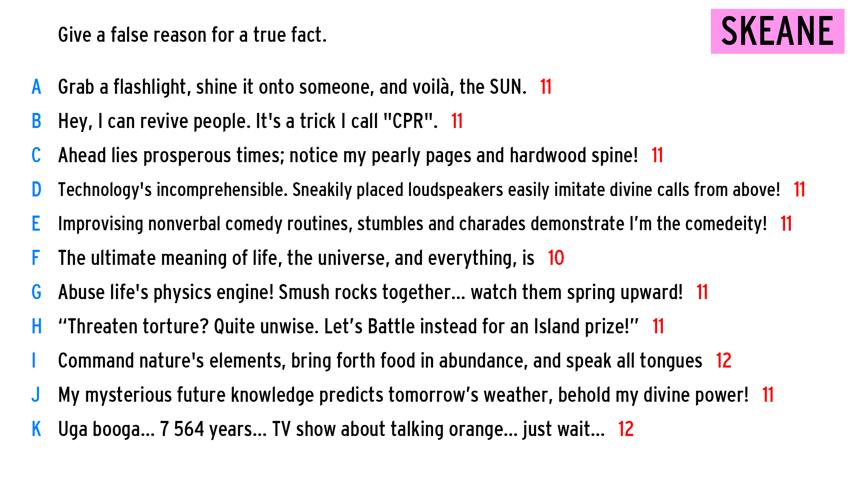 Give a false reason for a true fact.
SKEANE
A Grab a flashlight, shine it onto someone, and voilà, the SUN. 11
B Hey, I can revive people. It's a trick I call "CPR". 11
C Ahead lies prosperous times; notice my pearly pages and hardwood spine! 11
D Technology's incomprehensible. Sneakily placed loudspeakers easily imitate divine calls from above! 11
E Improvising nonverbal comedy routines, stumbles and charades demonstrate I'm the comedeity! 11
F The ultimate meaning of life, the universe, and everything, is 10
G Abuse life's physics engine! Smush rocks together... watch them spring upward! 11
H “Threaten torture? Quite unwise. Let's Battle instead for an Island prize!” 11
I Command nature's elements, bring forth food in abundance, and speak all tongues 12
J My mysterious future knowledge predicts tomorrow's weather, behold my divine power! 11
K Uga booga... 7 564 years... TV show about talking orange... just wait... 12